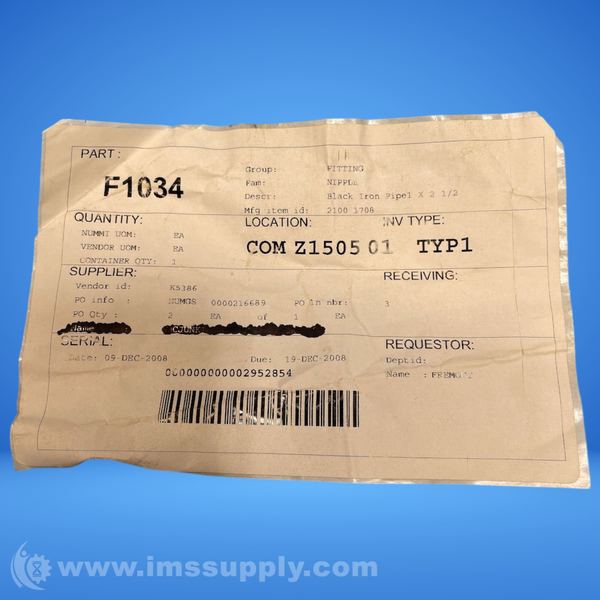 PART:
F1034
Group: FITTING
Fam: NIPPLE
Descr: Black Iron Pipe1 X 2 1/2
Mfg item id: 2100 1708
QUANTITY:
NUMMI UOM: EA
VENDOR UOM: EA
CONTAINER QTY: 1
LOCATION: INV TYPE:
COM Z1505 01 TYP1
SUPPLIER: RECEIVING:
Vendor id: K5386
PO info : NUMGS 0000216689 PO ln nbr: 3
PO Qty : 2 EA of 1 EA
Name
SERIAL: REQUESTOR:
Date: 09-DEC-2008 Due: 19-DEC-2008 Deptid:
000000000002952854 Name : FREMONT
www.imssupply.com